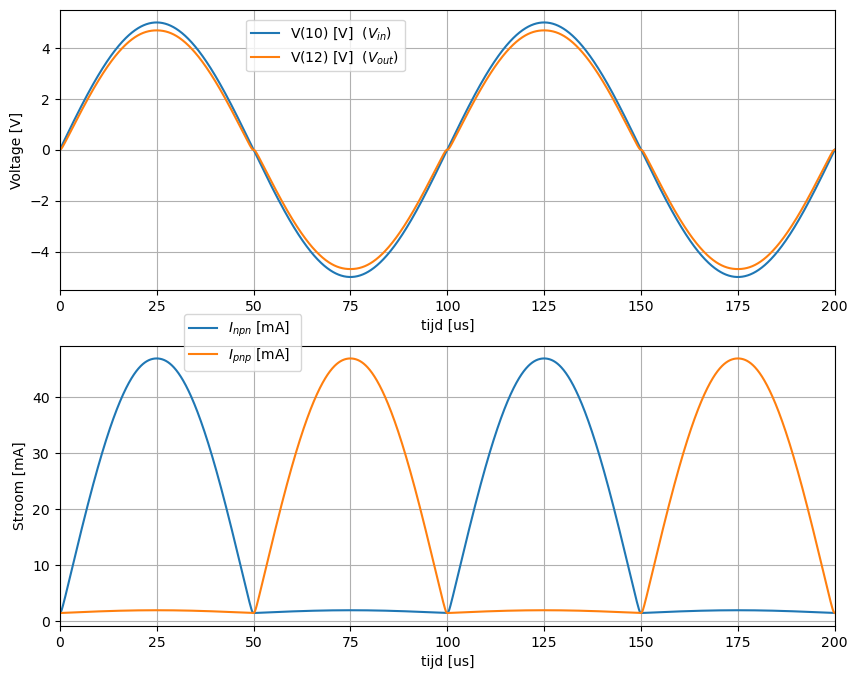 V(10) [V]  (V_in)
V(12) [V]  (V_out)
Voltage [V]
4
2
0
−2
−4
0 25 50 75 100 125 150 175 200
tijd [us]
I_npn [mA]
I_pnp [mA]
Stroom [mA]
40
30
20
10
0
0 25 50 75 100 125 150 175 200
tijd [us]